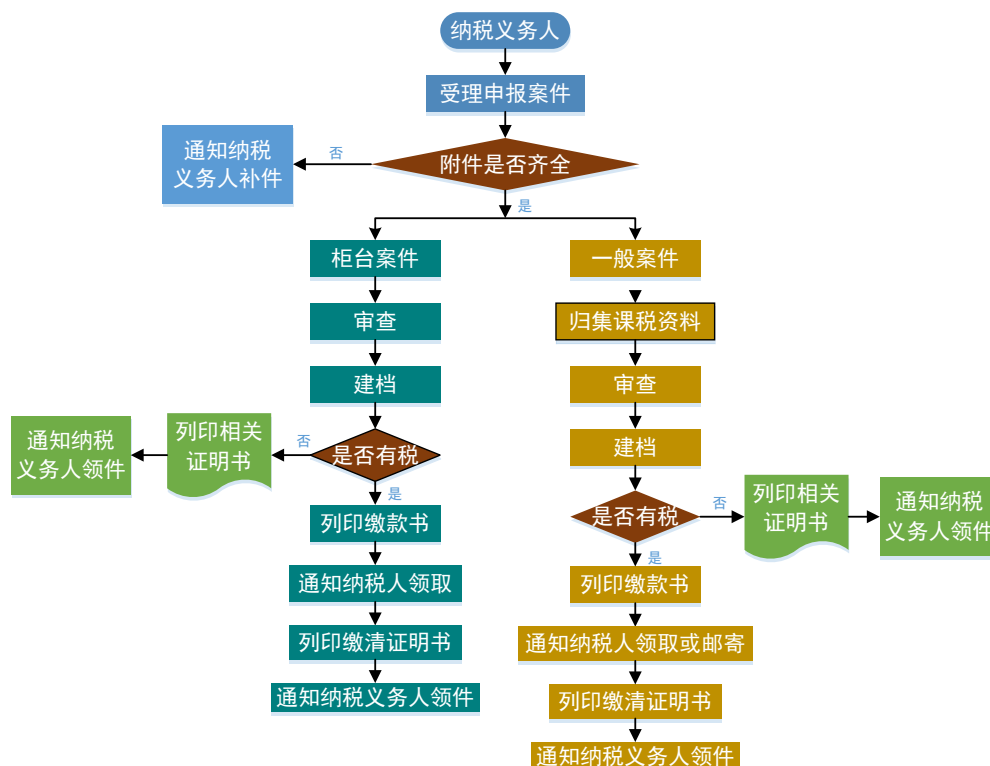 纳税义务人
受理申报案件
通知纳税
义务人补件
否
附件是否齐全
是
柜台案件
一般案件
审查
归集课税资料
建档
审查
通知纳税
义务人领件
列印相关
证明书
否
是否有税
建档
是
列印缴款书
是否有税
否
列印相关
证明书
通知纳税
义务人领件
是
通知纳税人领取
列印缴款书
列印缴清证明书
通知纳税人领取或邮寄
通知纳税义务人领件
列印缴清证明书
通知纳税义务人领件